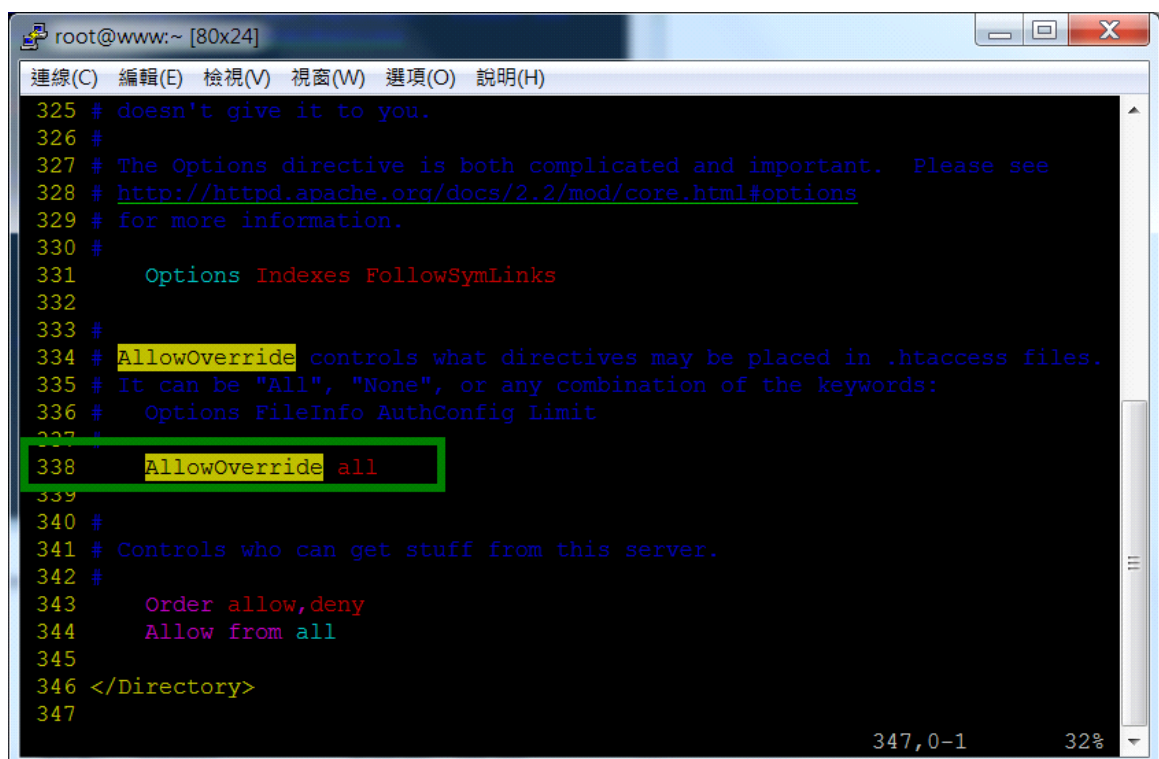 root@www:~ [80x24]
連線(C) 編輯(E) 檢視(V) 視窗(W) 選項(O) 說明(H)
325 # doesn't give it to you.
326 #
327 # The Options directive is both complicated and important.  Please see
328 # http://httpd.apache.org/docs/2.2/mod/core.html#options
329 # for more information.
330 #
331     Options Indexes FollowSymLinks
332
333 #
334 # AllowOverride controls what directives may be placed in .htaccess files.
335 # It can be "All", "None", or any combination of the keywords:
336 #   Options FileInfo AuthConfig Limit
337 #
338     AllowOverride all
339
340 #
341 # Controls who can get stuff from this server.
342 #
343     Order allow,deny
344     Allow from all
345
346 </Directory>
347
347,0-1 32%